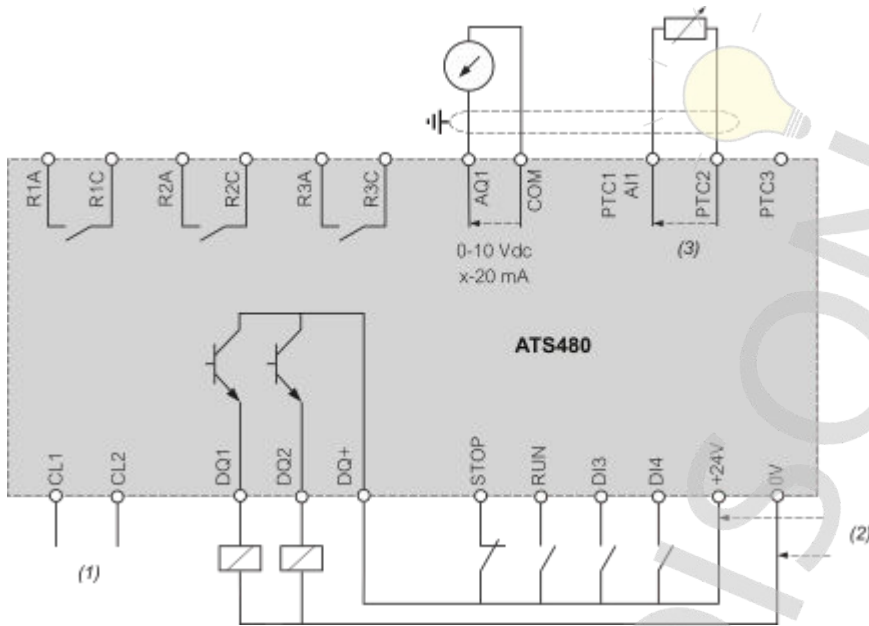 R1A
R1C
R2A
R2C
R3A
R3C
AQ1
COM
PTC1
AI1
PTC2
PTC3
0-10 Vdc
x-20 mA
(3)
ATS480
CL1
CL2
DQ1
DQ2
DQ+
STOP
RUN
DI3
DI4
+24V
0V
(1)
(2)